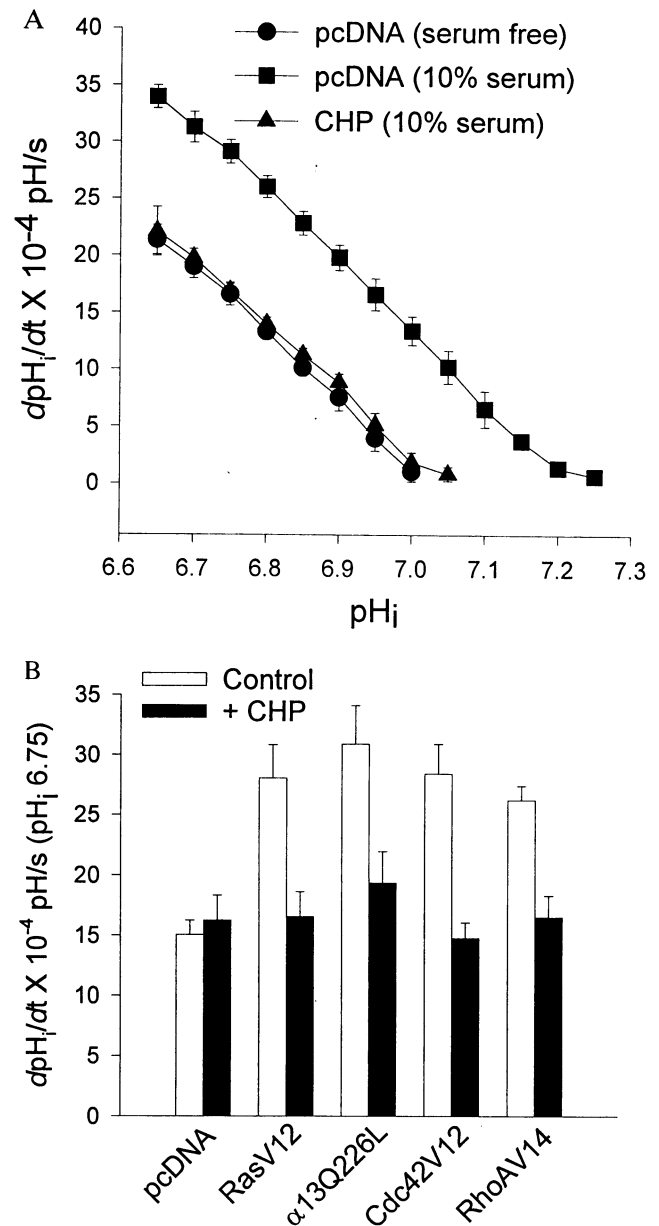 A
pcDNA (serum free)
pcDNA (10% serum)
CHP (10% serum)
dpHi/dt X 10-4 pH/s
40
35
30
25
20
15
10
5
0
6.6 6.7 6.8 6.9 7.0 7.1 7.2 7.3
pHi
B
Control
+ CHP
dpHi/dt X 10-4 pH/s (pHi 6.75)
35
30
25
20
15
10
5
0
pcDNA
RasV12
α13Q226L
Cdc42V12
RhoAV14